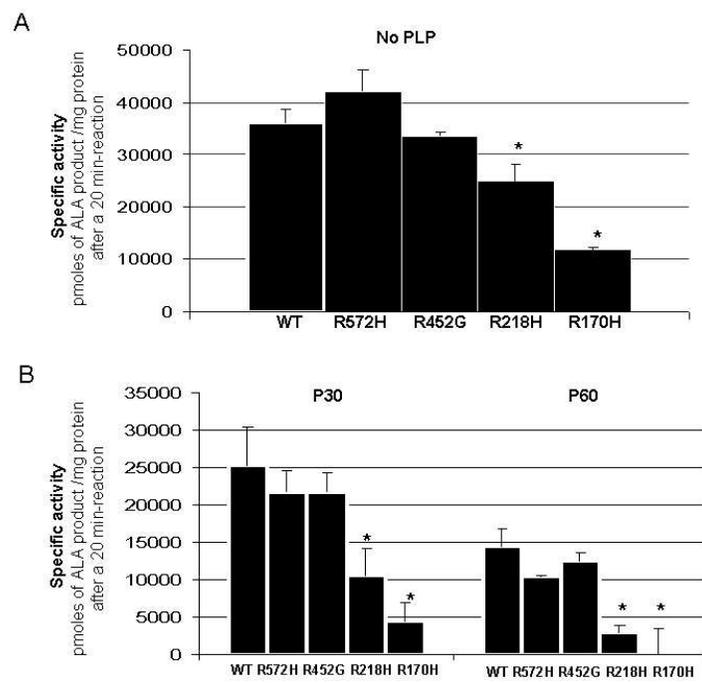 A
No PLP
Specific activity
pmoles of ALA product /mg protein
after a 20 min-reaction
50000
40000
30000
20000
10000
0
*
*
WT R572H R452G R218H R170H
B
P30 P60
Specific activity
pmoles of ALA product /mg protein
after a 20 min-reaction
35000
30000
25000
20000
15000
10000
5000
0
*
*
* *
WT R572H R452G R218H R170H WT R572H R452G R218H R170H